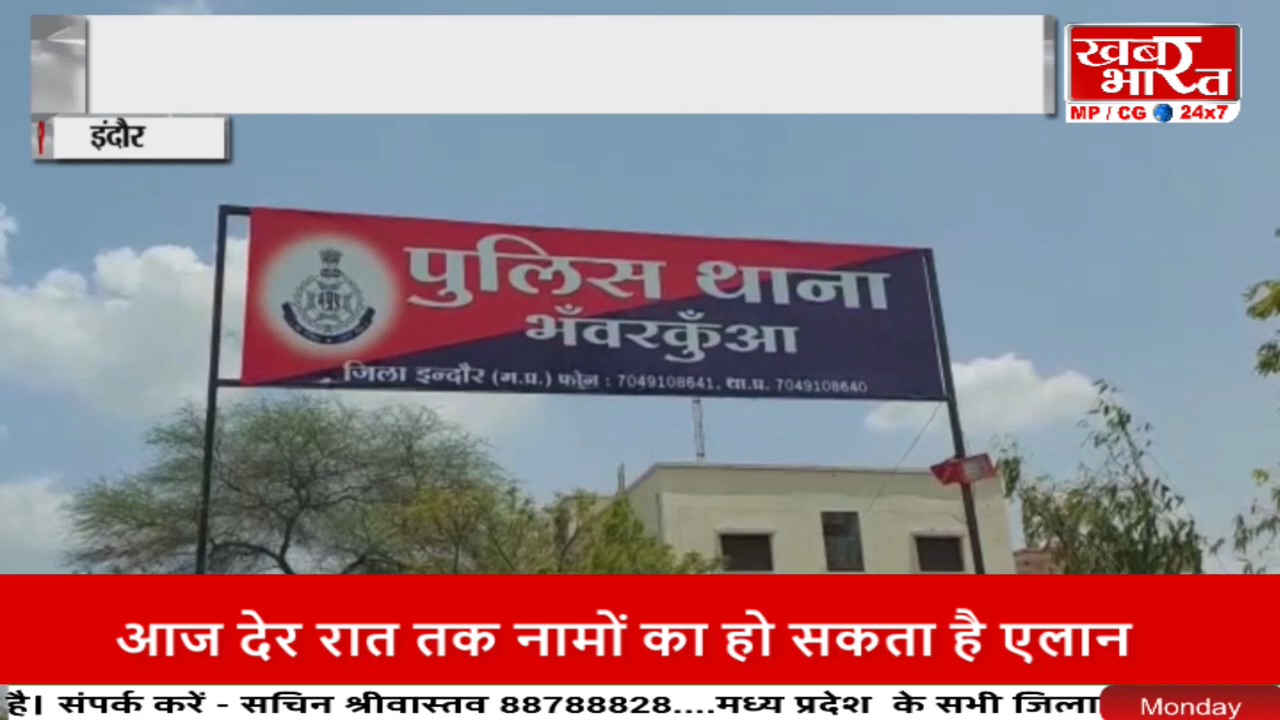 खबर
भारत
MP / CG 24x7
इंदौर
पुलिस थाना
भँवरकुँआ
जिला इन्दौर (म.प्र.) फोन : 7049108641, था.प्र. 7049108640
आज देर रात तक नामों का हो सकता है एलान
है। संपर्क करें - सचिन श्रीवास्तव 88788828....मध्य प्रदेश के सभी जिला
Monday